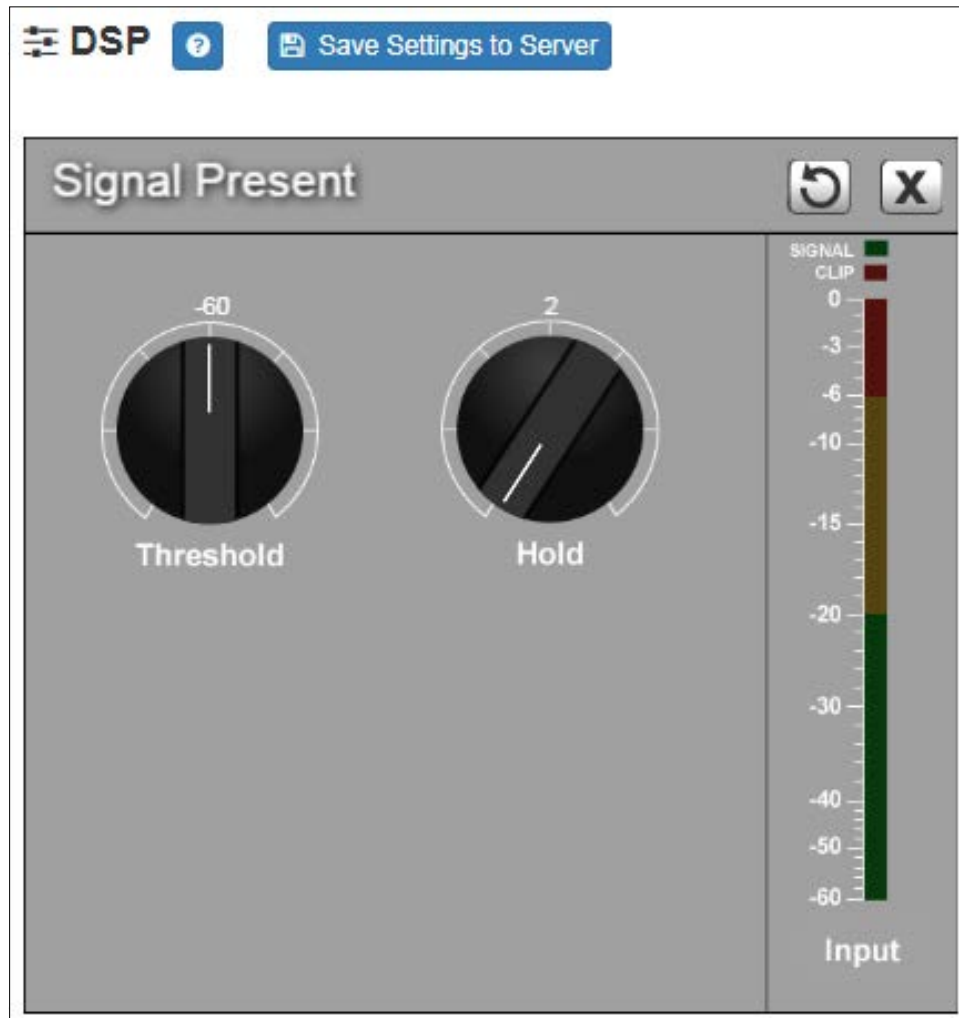 DSP ? Save Settings to Server
Signal Present X
SIGNAL
CLIP
-60 2
0
-3
-6
-10
-15
-20
-30
-40
-50
-60
Threshold Hold
Input